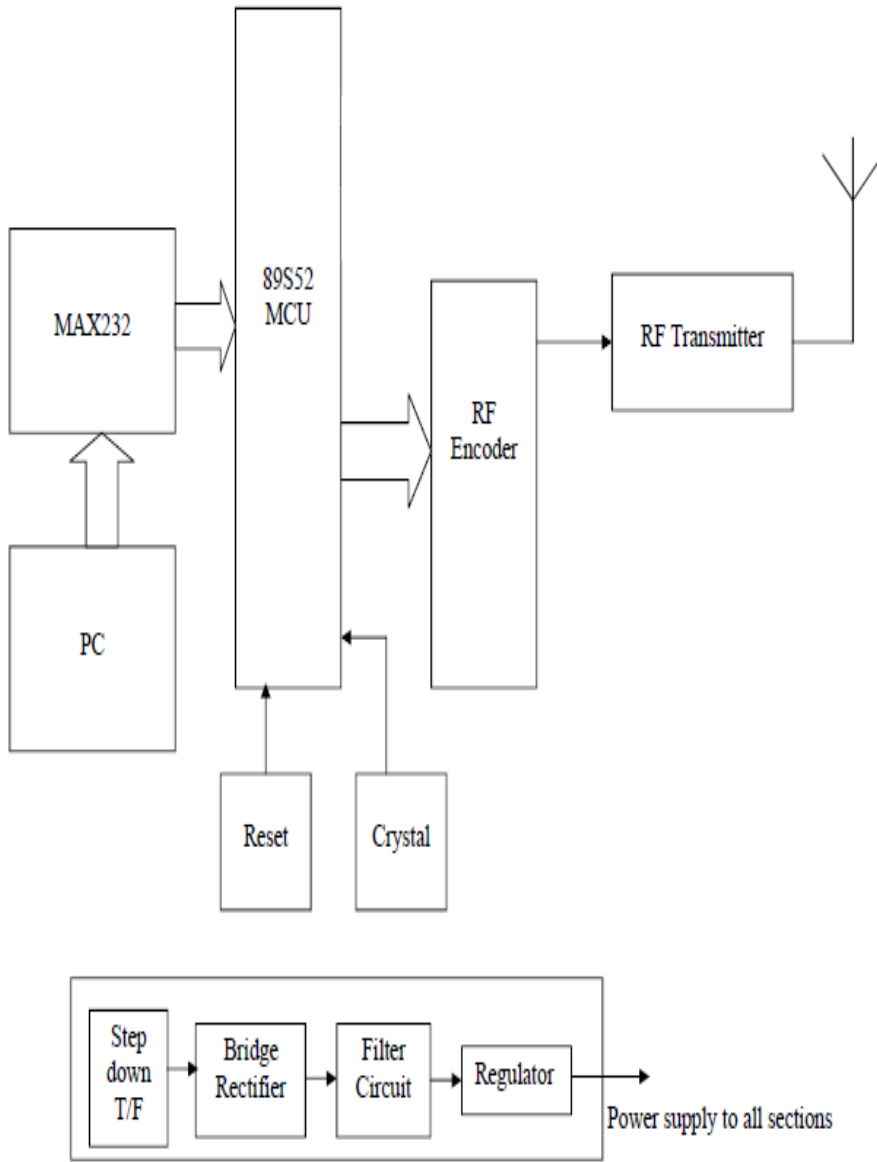 89S52
MCU
MAX232
RF Transmitter
RF
Encoder
PC
Reset
Crystal
Step
down
T/F
Bridge
Rectifier
Filter
Circuit
Regulator
Power supply to all sections